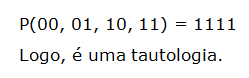 P(00, 01, 10, 11) = 1111
Logo, é uma tautologia.